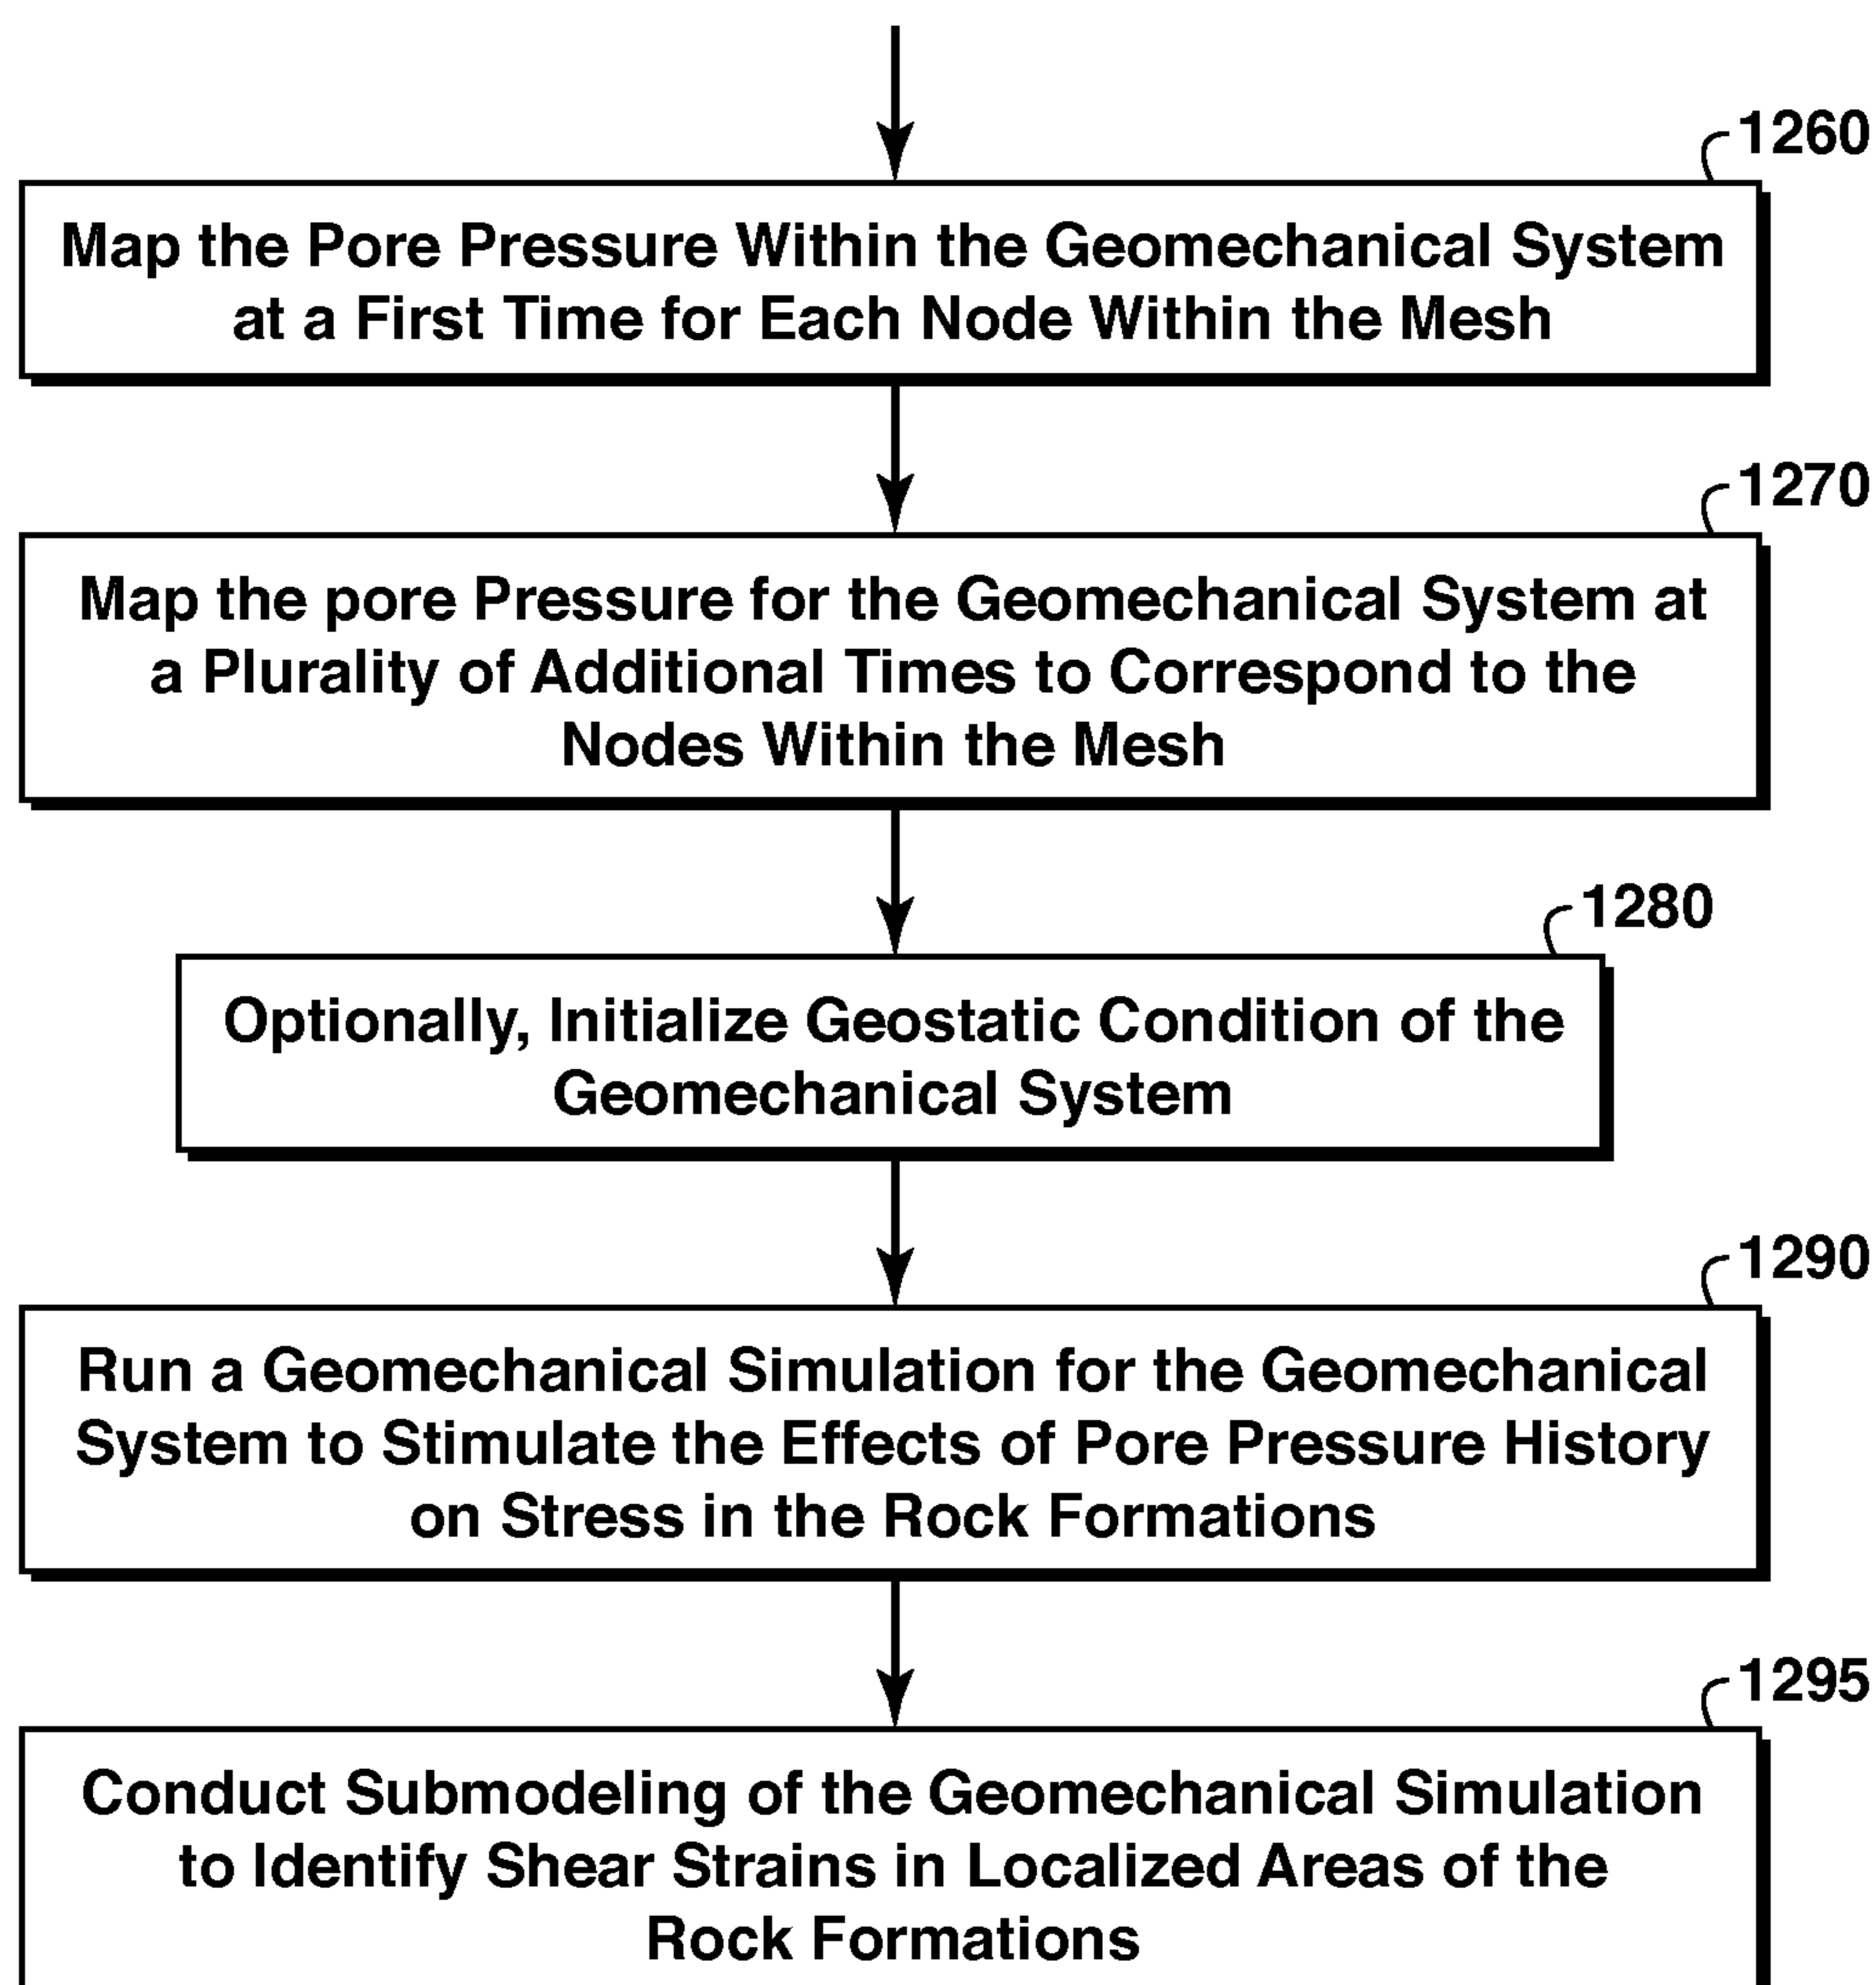 1260
Map the Pore Pressure Within the Geomechanical System
at a First Time for Each Node Within the Mesh
1270
Map the pore Pressure for the Geomechanical System at
a Plurality of Additional Times to Correspond to the
Nodes Within the Mesh
1280
Optionally, Initialize Geostatic Condition of the
Geomechanical System
1290
Run a Geomechanical Simulation for the Geomechanical
System to Stimulate the Effects of Pore Pressure History
on Stress in the Rock Formations
1295
Conduct Submodeling of the Geomechanical Simulation
to Identify Shear Strains in Localized Areas of the
Rock Formations